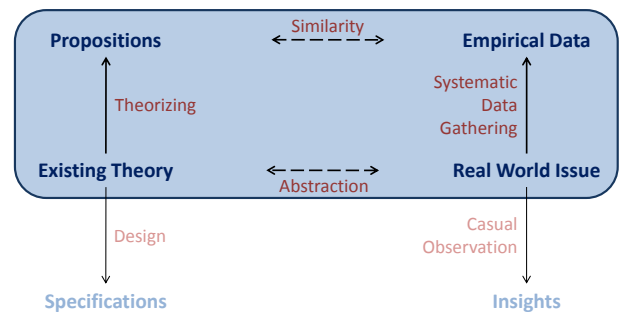 Similarity
Propositions
Empirical Data
Theorizing
Systematic
Data
Gathering
Existing Theory
Real World Issue
Abstraction
Design
Casual
Observation
Specifications
Insights